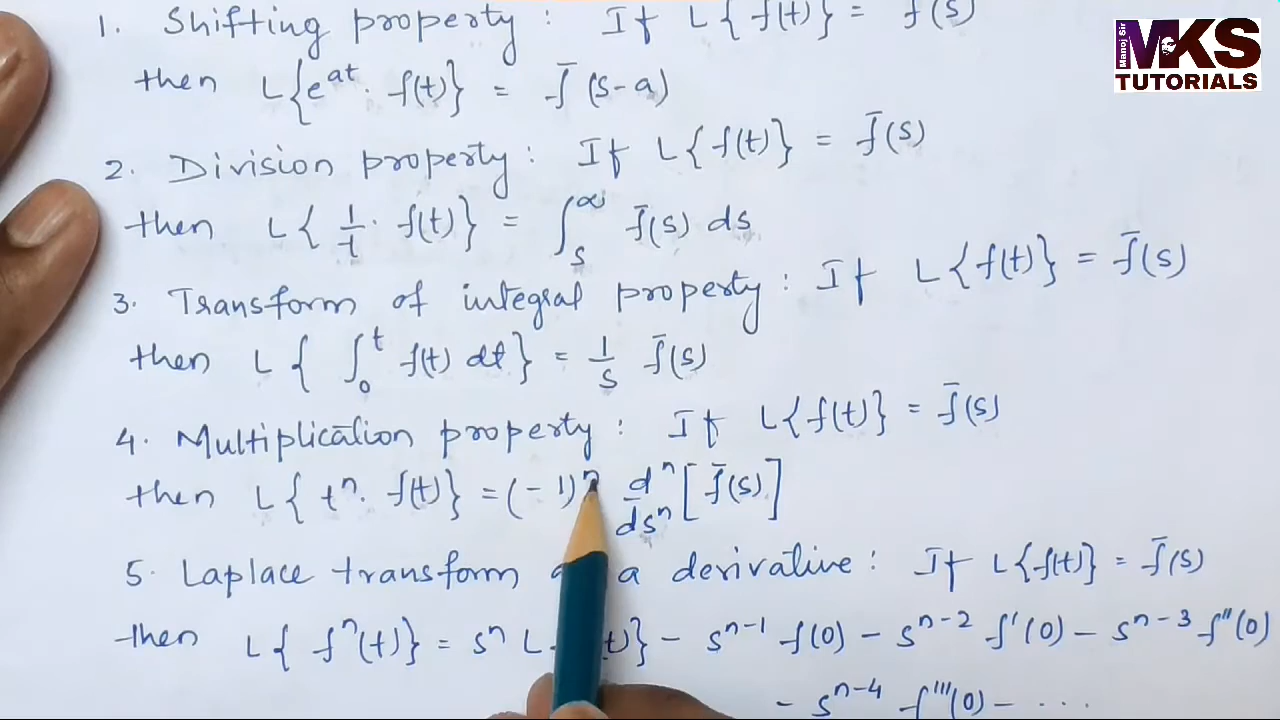 1. Shifting property : If L{f(t)} = f̄(s)
Manoj Sir
MKS
TUTORIALS
then L{e^at . f(t)} = f̄(s-a)
2. Division property : If L{f(t)} = f̄(s)
then L{ 1/t . f(t)} = ∫_s^∞ f̄(s) ds
3. Transform of integral property : If L{f(t)} = f̄(s)
then L{ ∫_0^t f(t) dt} = 1/s f̄(s)
4. Multiplication property : If L{f(t)} = f̄(s)
then L{ t^n . f(t)} = (-1)^n d^n/ds^n [f̄(s)]
5. Laplace transform a derivative : If L{f(t)} = f̄(s)
then L{ f^n(t)} = s^n L t)} - s^n-1 f(0) - s^n-2 f'(0) - s^n-3 f''(0)
- s^n-4 f'''(0) - ....